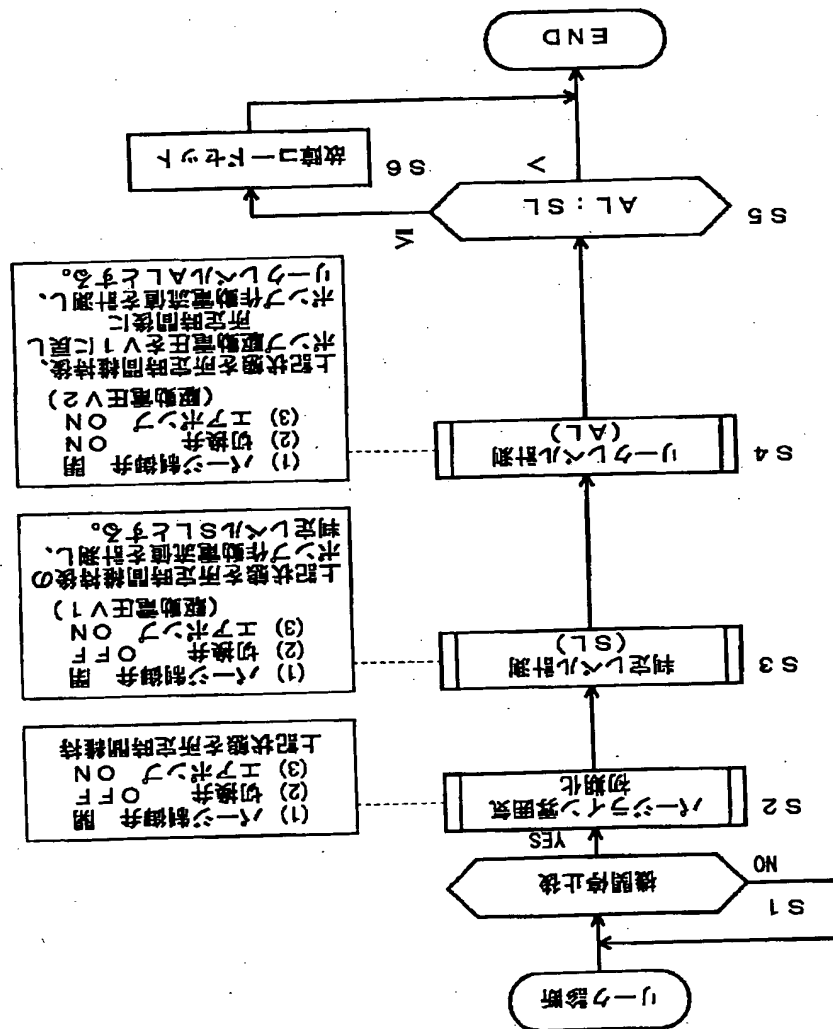 リーク診断
S1
機関停止後
NO
YES
S2
パージライン雰囲気
初期化
(1) パージ制御弁 開
(2) 切換弁 OFF
(3) エアポンプ ON
上記状態を所定時間維持
S3
判定レベル計測
(SL)
(1) パージ制御弁 開
(2) 切換弁 OFF
(3) エアポンプ ON
(駆動電圧V1)
上記状態を所定時間維持後の
ポンプ作動電流値を計測し、
判定レベルSLとする。
S4
リークレベル計測
(AL)
(1) パージ制御弁 閉
(2) 切換弁 ON
(3) エアポンプ ON
(駆動電圧V2)
上記状態を所定時間維持後、
ポンプ駆動電圧をV1に戻し
所定時間後に
ポンプ作動電流値を計測し、
リークレベルALとする。
S5
AL:SL
≦
>
S6
故障コードセット
END